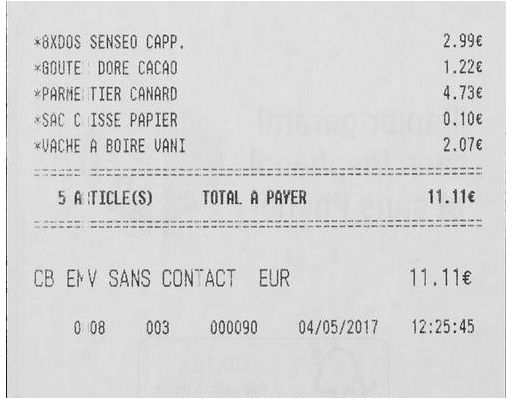 *8XDOS SENSEO CAPP. 2.99€
*GOUTE DORE CACAO 1.22€
*PARMENTIER CANARD 4.73€
*SAC CAISSE PAPIER 0.10€
*VACHE A BOIRE VANI 2.07€
5 ARTICLE(S) TOTAL A PAYER 11.11€
CB EMV SANS CONTACT EUR 11.11€
003 000090 04/05/2017 12:25:45